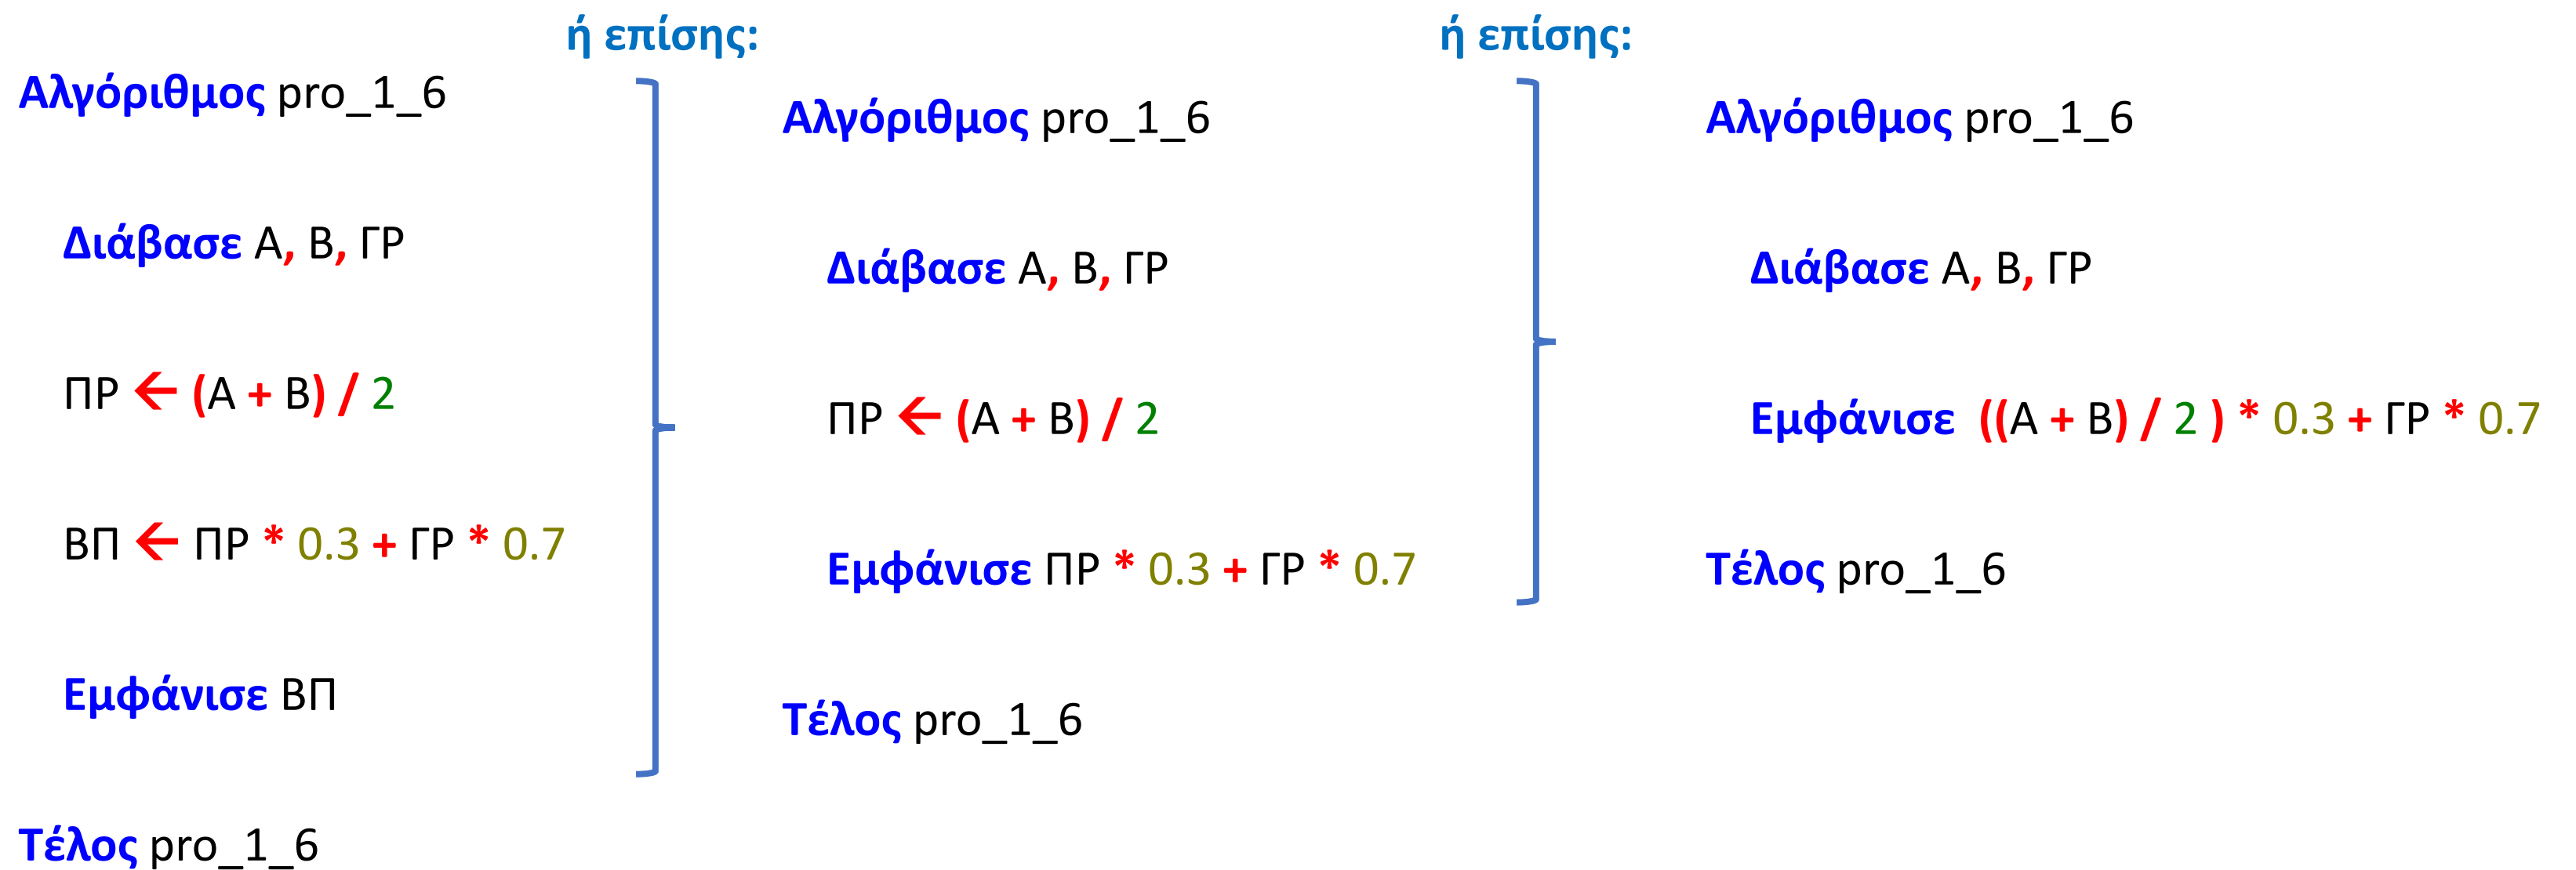 Αλγόριθμος pro_1_6
Διάβασε Α, Β, ΓΡ
ΠΡ ← (Α + Β) / 2
ΒΠ ← ΠΡ * 0.3 + ΓΡ * 0.7
Εμφάνισε ΒΠ
Τέλος pro_1_6
ή επίσης:
Αλγόριθμος pro_1_6
Διάβασε Α, Β, ΓΡ
ΠΡ ← (Α + Β) / 2
Εμφάνισε ΠΡ * 0.3 + ΓΡ * 0.7
Τέλος pro_1_6
ή επίσης:
Αλγόριθμος pro_1_6
Διάβασε Α, Β, ΓΡ
Εμφάνισε ((Α + Β) / 2 ) * 0.3 + ΓΡ * 0.7
Τέλος pro_1_6